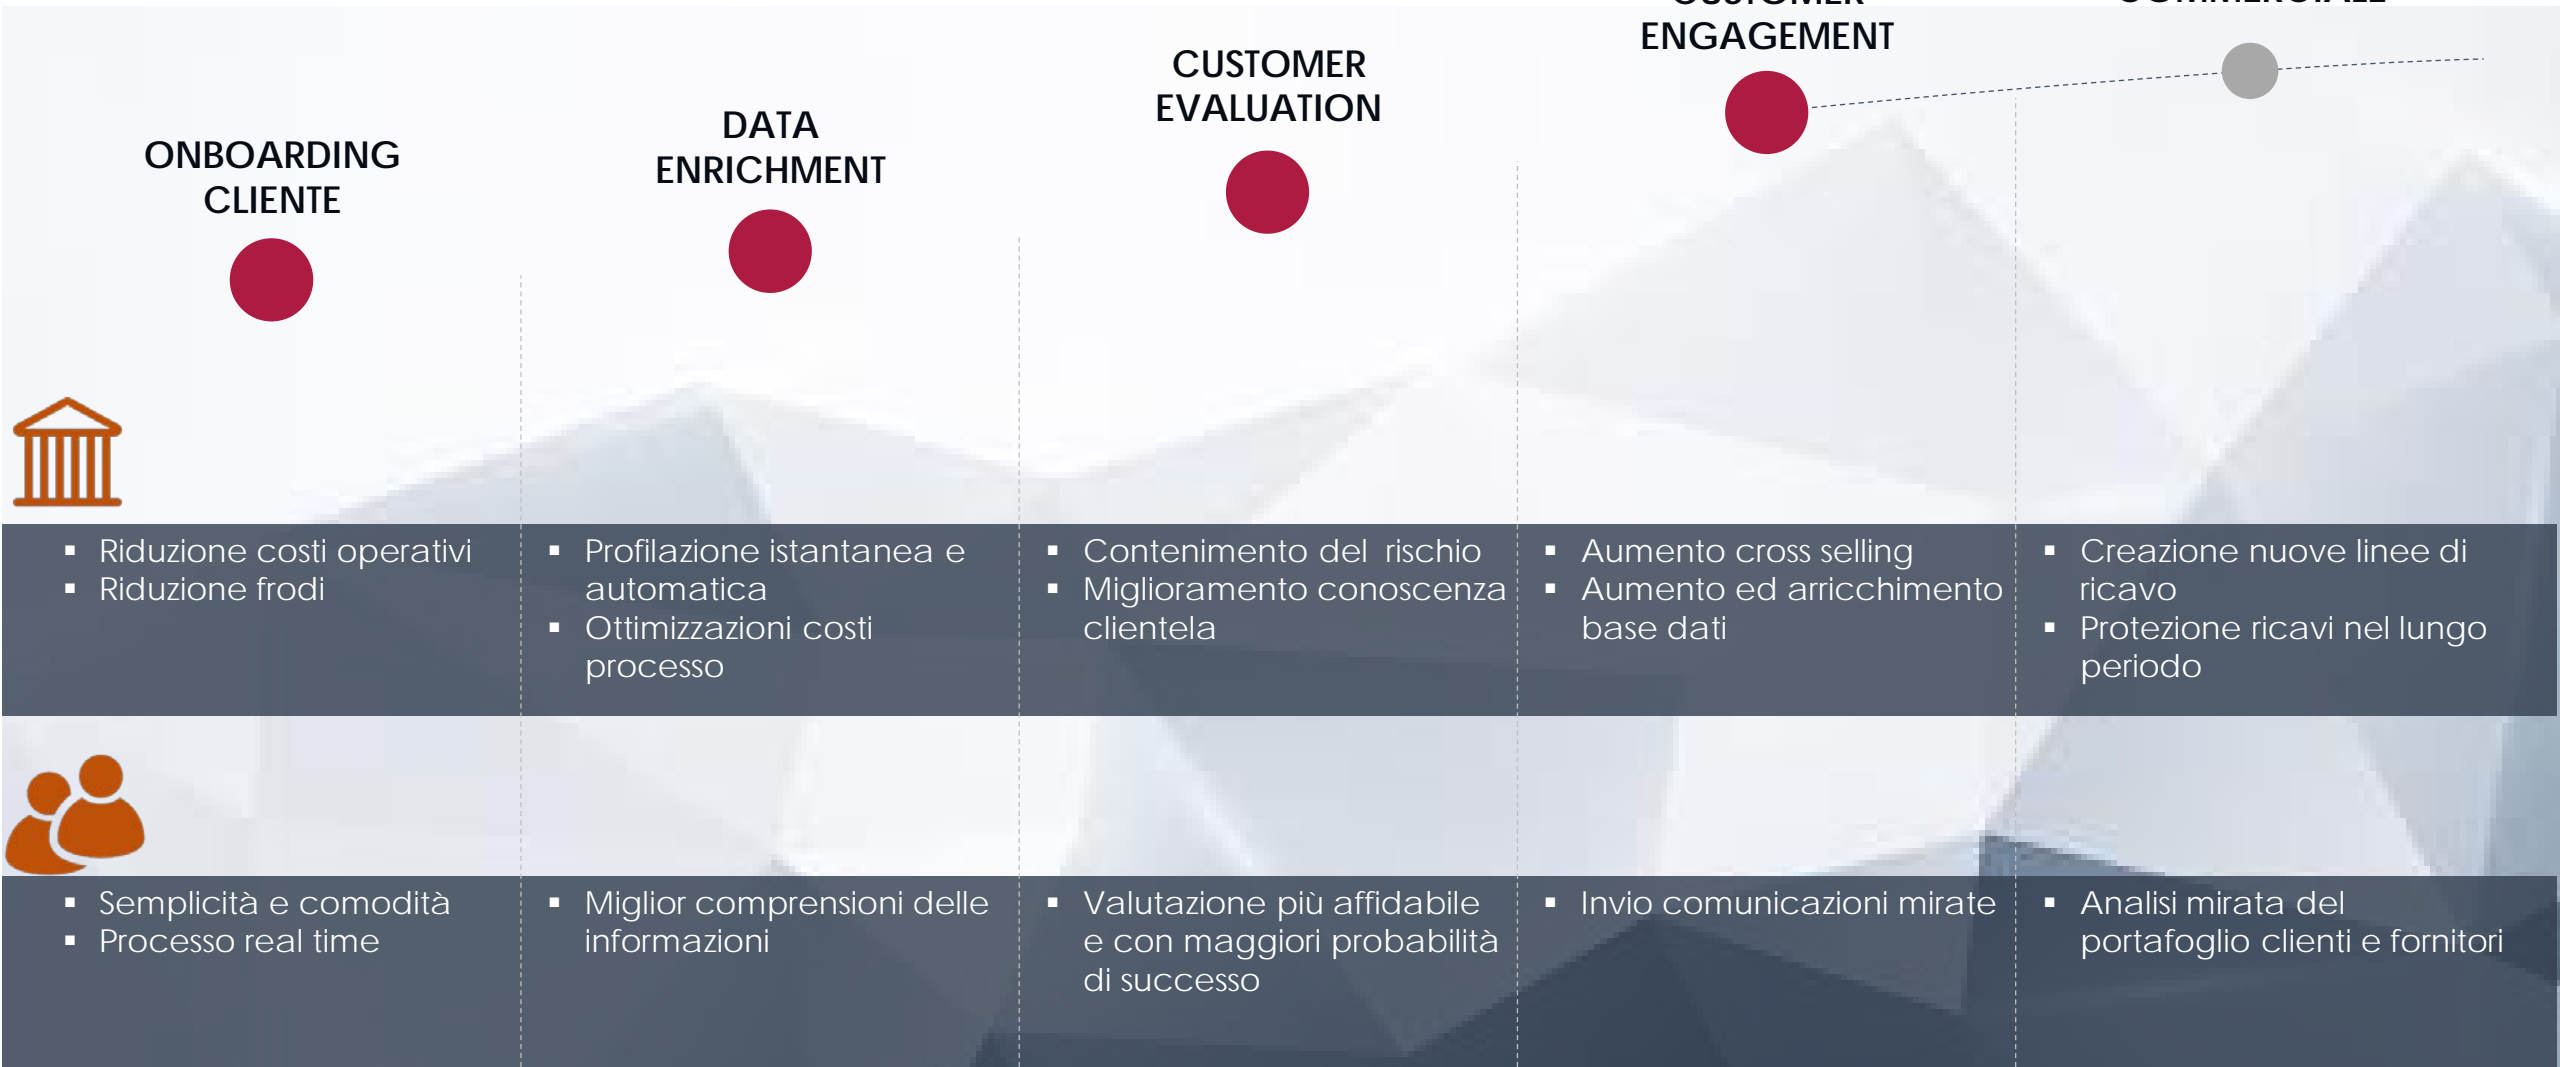 CUSTOMER
ENGAGEMENT
COMMERCIALE
CUSTOMER
EVALUATION
DATA
ENRICHMENT
ONBOARDING
CLIENTE
▪ Riduzione costi operativi
▪ Riduzione frodi
▪ Profilazione istantanea e
automatica
▪ Ottimizzazioni costi
processo
▪ Contenimento del rischio
▪ Miglioramento conoscenza
clientela
▪ Aumento cross selling
▪ Aumento ed arricchimento
base dati
▪ Creazione nuove linee di
ricavo
▪ Protezione ricavi nel lungo
periodo
▪ Semplicità e comodità
▪ Processo real time
▪ Miglior comprensioni delle
informazioni
▪ Valutazione più affidabile
e con maggiori probabilità
di successo
▪ Invio comunicazioni mirate
▪ Analisi mirata del
portafoglio clienti e fornitori